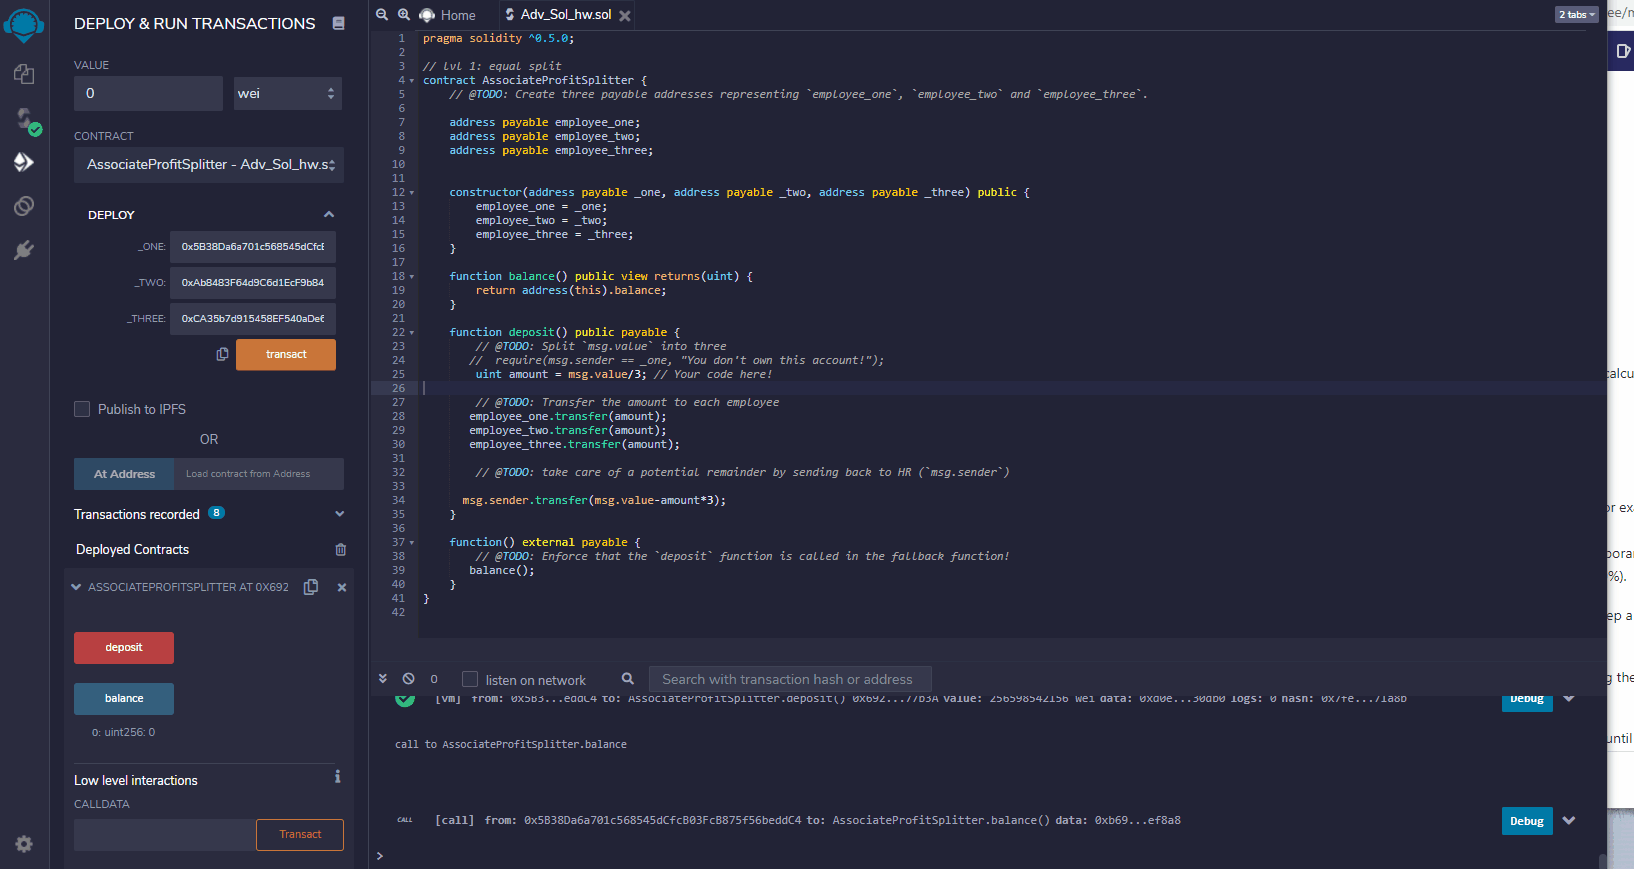 DEPLOY & RUN TRANSACTIONS
VALUE
0
wei
CONTRACT
AssociateProfitSplitter - Adv_Sol_hw.s
DEPLOY
_ONE: 0x5B38Da6a701c568545dCfcE
_TWO: 0xAb8483F64d9C6d1EcF9b84
_THREE: 0xCA35b7d915458EF540aDe6
transact
Publish to IPFS
OR
At Address
Load contract from Address
Transactions recorded 8
Deployed Contracts
ASSOCIATEPROFITSPLITTER AT 0X692
deposit
balance
0: uint256: 0
Low level interactions
CALLDATA
Transact
Home
Adv_Sol_hw.sol
2 tabs
1 pragma solidity ^0.5.0;
2
3 // lvl 1: equal split
4 contract AssociateProfitSplitter {
5 // @TODO: Create three payable addresses representing `employee_one`, `employee_two` and `employee_three`.
6
7 address payable employee_one;
8 address payable employee_two;
9 address payable employee_three;
10
11
12 constructor(address payable _one, address payable _two, address payable _three) public {
13 employee_one = _one;
14 employee_two = _two;
15 employee_three = _three;
16 }
17
18 function balance() public view returns(uint) {
19 return address(this).balance;
20 }
21
22 function deposit() public payable {
23 // @TODO: Split `msg.value` into three
24 // require(msg.sender == _one, "You don't own this account!");
25 uint amount = msg.value/3; // Your code here!
26
27 // @TODO: Transfer the amount to each employee
28 employee_one.transfer(amount);
29 employee_two.transfer(amount);
30 employee_three.transfer(amount);
31
32 // @TODO: take care of a potential remainder by sending back to HR (`msg.sender`)
33
34 msg.sender.transfer(msg.value-amount*3);
35 }
36
37 function() external payable {
38 // @TODO: Enforce that the `deposit` function is called in the fallback function!
39 balance();
40 }
41 }
42
0
listen on network
Search with transaction hash or address
[vm] from: 0x5B3...eddC4 to: AssociateProfitSplitter.deposit() 0x692...77b3A value: 256598542156 wei data: 0xd0e...30db0 logs: 0 hash: 0x7fe...71a8b
Debug
call to AssociateProfitSplitter.balance
CALL [call] from: 0x5B38Da6a701c568545dCfcB03FcB875f56beddC4 to: AssociateProfitSplitter.balance() data: 0xb69...ef8a8
Debug
>
ee/m
alcu
or ex
%).
ep a
g the
until